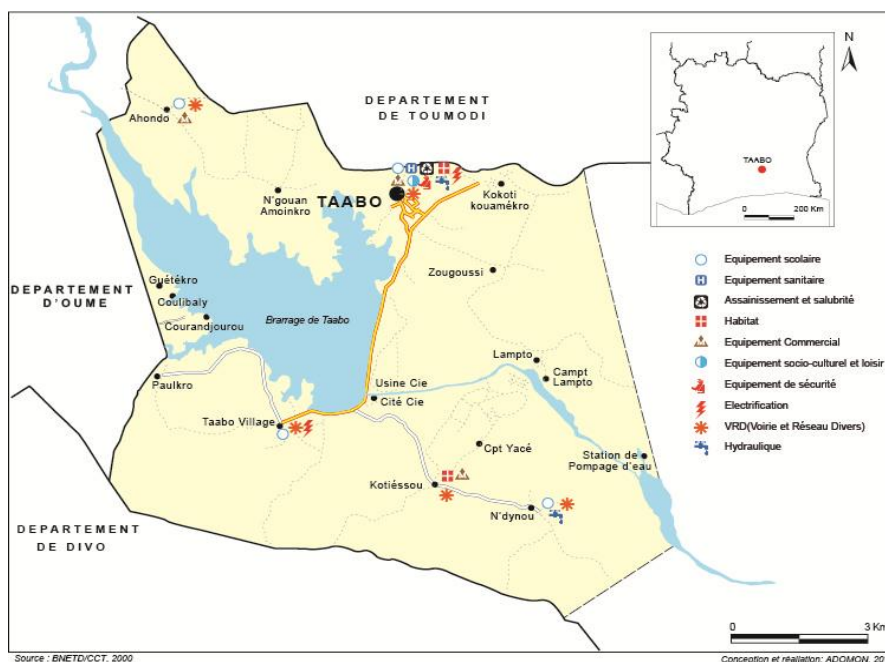 DEPARTEMENT
DE TOUMODI
N
TAABO
0 200 Km
Ahondo
N'gouan
Amoinkro
TAABO
Kokoti
kouamékro
Zougoussi
Guétékro
Coulibaly
Courandjourou
DEPARTEMENT
D'OUME
Brarrage de Taabo
Paulkro
Usine Cie
Cité Cie
Lampto
Campt
Lampto
Taabo Village
Cpt Yacé
Station de
Pompage d'eau
Kotiéssou
N'dynou
DEPARTEMENT
DE DIVO
Equipement scolaire
H Equipement sanitaire
Assainissement et salubrité
Habitat
Equipement Commercial
Equipement socio-culturel et loisir
Equipement de sécurité
Electrification
VRD(Voirie et Réseau Divers)
Hydraulique
0 3 Km
Source : BNETD/CCT, 2000
Conception et réaliation: ADOMON, 20